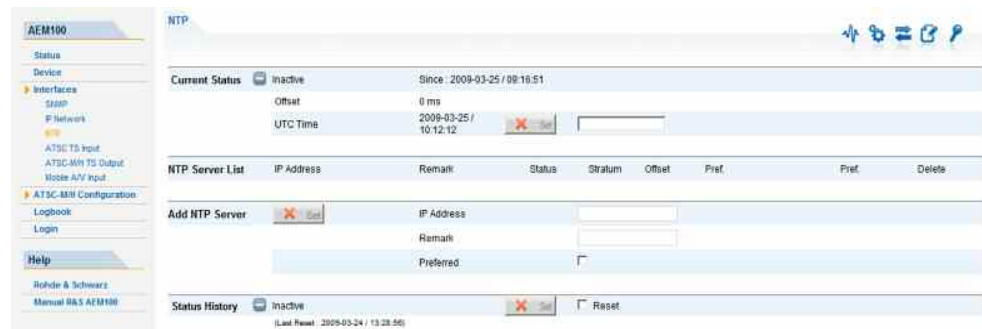 AEM100
Status
Device
Interfaces
SNMP
IP Network
NTP
ATSC TS Input
ATSC-M/H TS Output
Mobile A/V Input
ATSC-M/H Configuration
Logbook
Login
Help
Rohde & Schwarz
Manual R&S AEM100
NTP
Current Status Inactive Since : 2009-03-25 / 09:16:51
Offset 0 ms
UTC Time 2009-03-25 / 10:12:12 Set
NTP Server List IP Address Remark Status Stratum Offset Pref. Pref. Delete
Add NTP Server Set IP Address
Remark
Preferred
Status History Inactive Set Reset
(Last Reset : 2009-03-24 / 13:28:56)